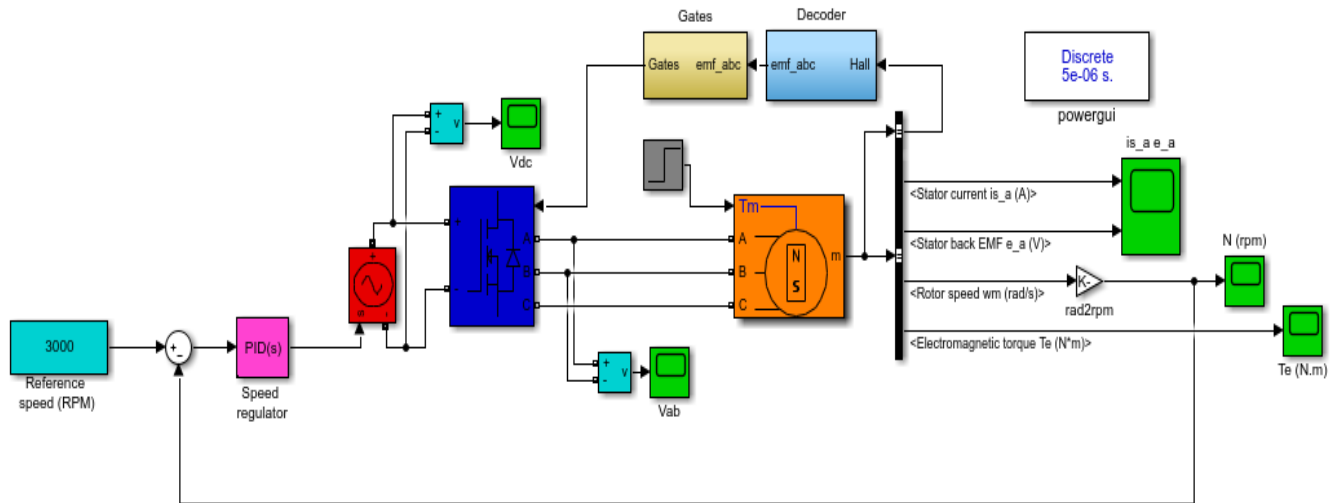 Gates
Decoder
Gates
emf_abc
emf_abc
Hall
Discrete
5e-06 s.
powergui
+
-
v
Vdc
is_a e_a
Tm
<Stator current is_a (A)>
+
A
A
N
S
m
<Stator back EMF e_a (V)>
N (rpm)
+
B
B
-
C
C
<Rotor speed wm (rad/s)>
K-
rad2rpm
s
-
3000
+
-
PID(s)
<Electromagnetic torque Te (N*m)>
Te (N.m)
Reference
speed (RPM)
Speed
regulator
+
-
v
Vab